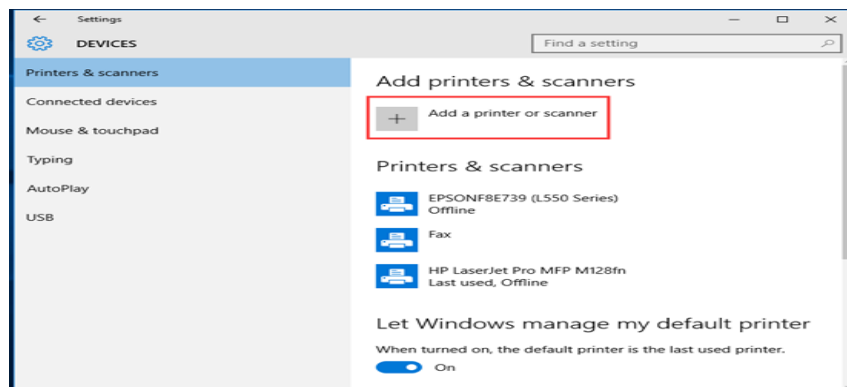 Settings
DEVICES
Find a setting
Printers & scanners
Connected devices
Mouse & touchpad
Typing
AutoPlay
USB
Add printers & scanners
Add a printer or scanner
Printers & scanners
EPSONF8E739 (L550 Series)
Offline
Fax
HP LaserJet Pro MFP M128fn
Last used, Offline
Let Windows manage my default printer
When turned on, the default printer is the last used printer.
On